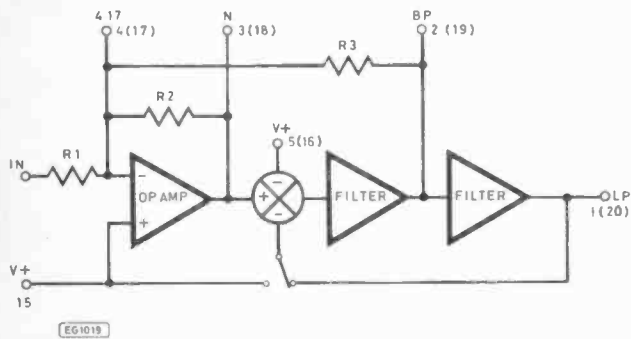 4 17
4(17)
N
3(18)
BP
2 (19)
R3
R2
V+
5(16)
IN
R1
−
+
OP AMP
−
+
−
FILTER
FILTER
LP
1(20)
V+
15
EG1019